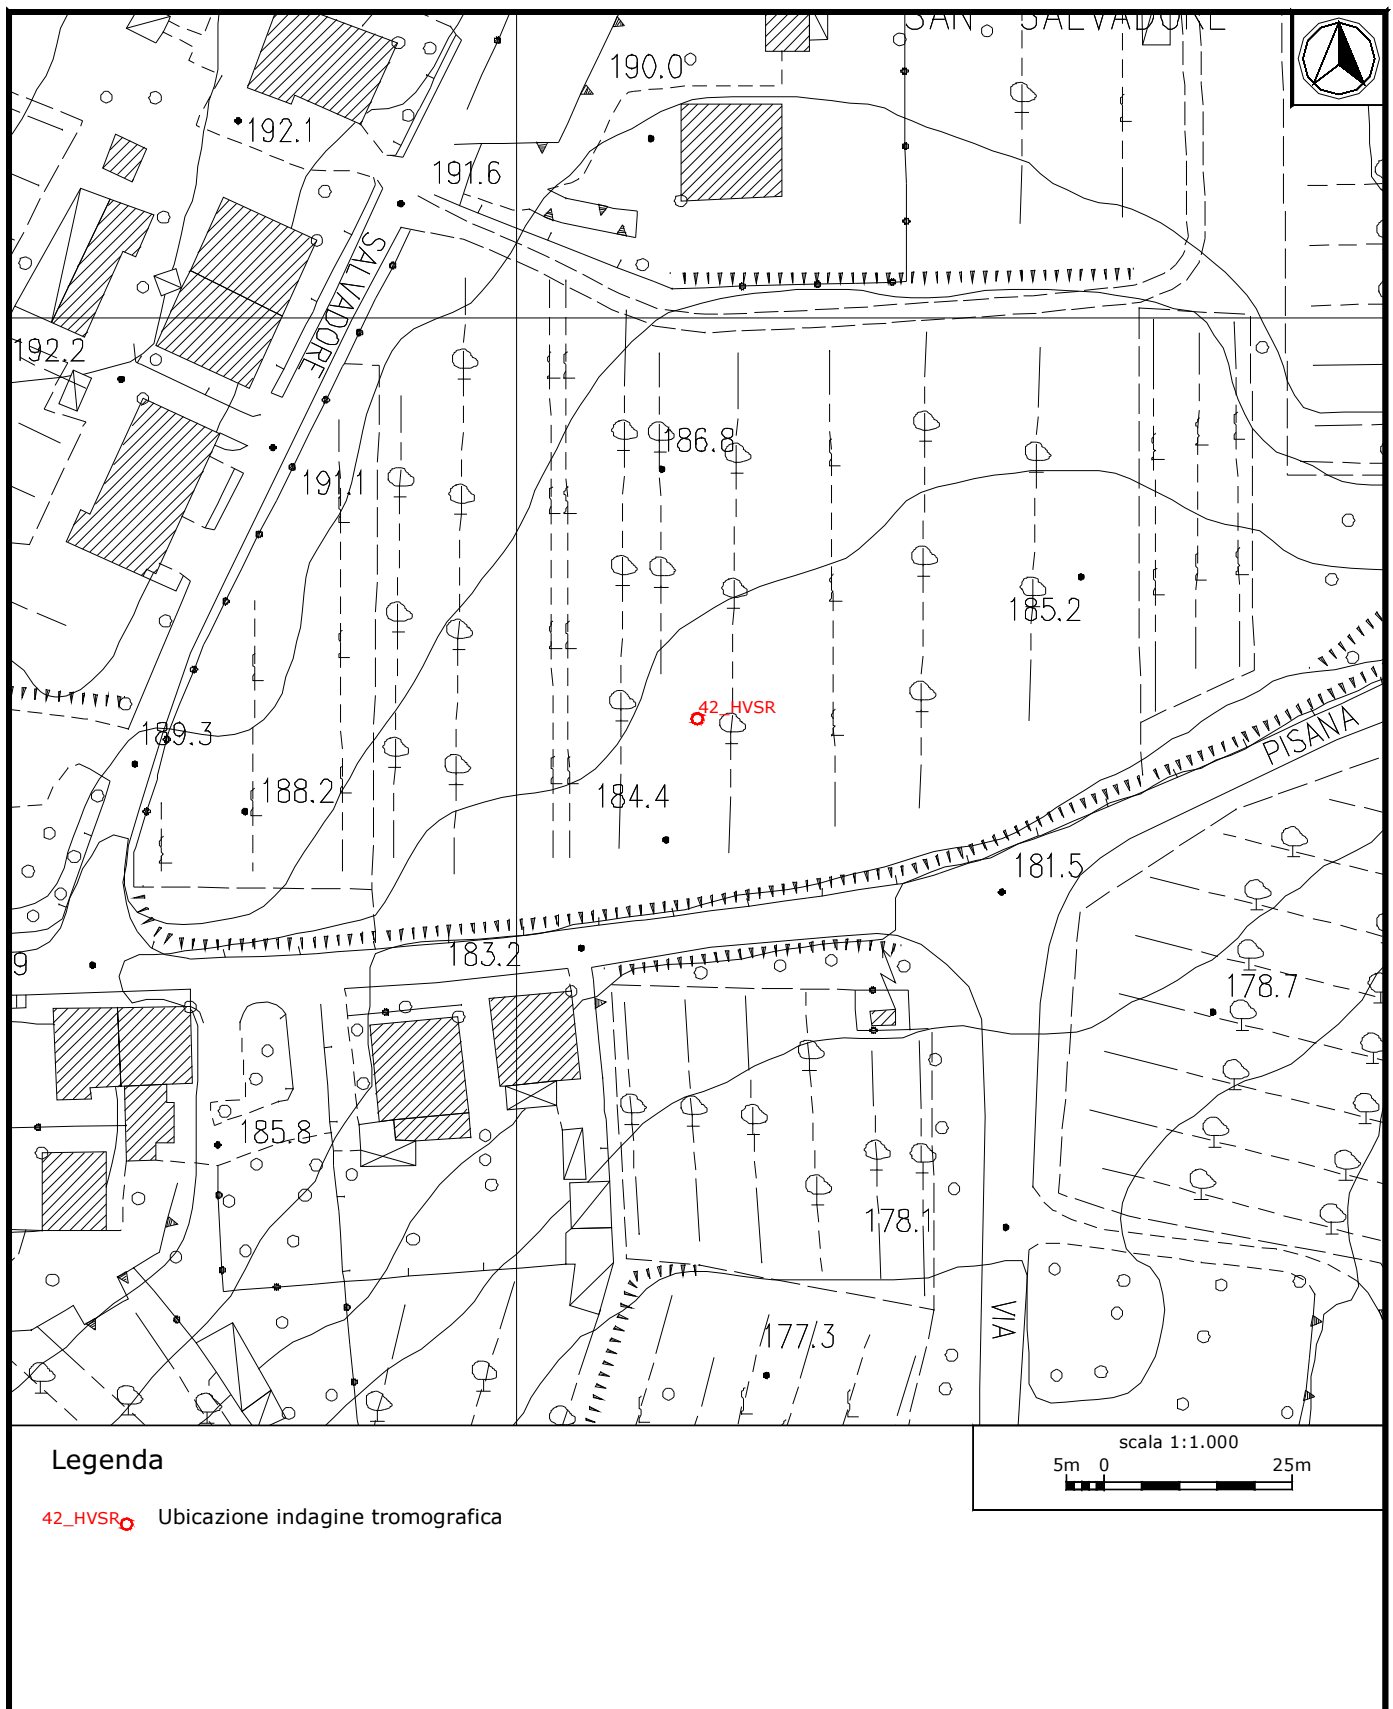 SAN. SALVADORE
190.0°
192.1
191.6
SALVADORE
192.2
186.8
191.1
185.2
42_HVSR
PISANA
189.3
188.2
184.4
181.5
183.2
9
178.7
185.8
178.1
VIA
177.3
Legenda
scala 1:1.000
5m 0 25m
42_HVSR Ubicazione indagine tromografica